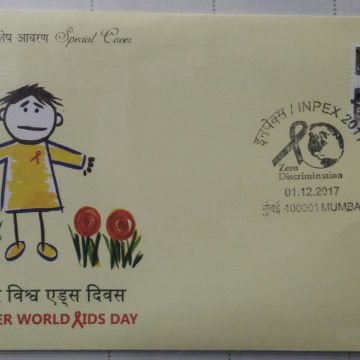 शेष आवरण Special Cover
इनपेक्स / INPEX 201
Zero
Discrimination
01.12.2017
मुंबई 400001 MUMBA
विश्व एड्स दिवस
ER WORLD AIDS DAY